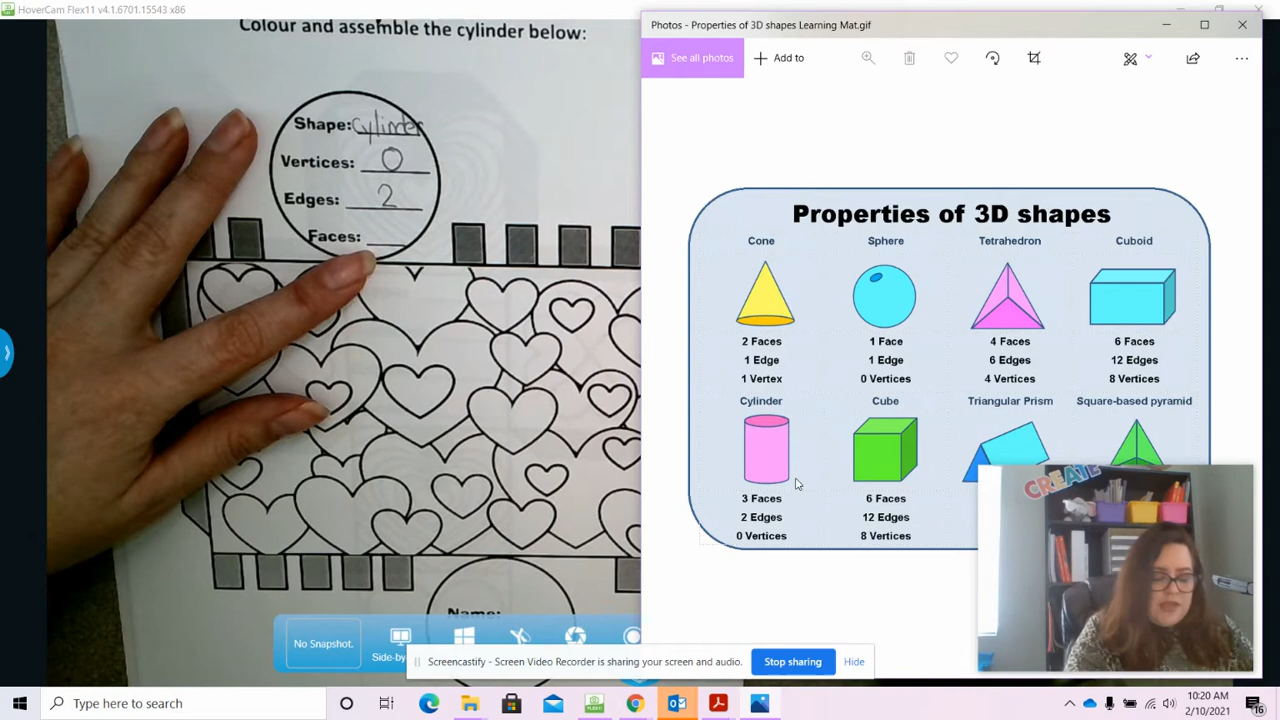 HoverCam Flex11 v4.1.6701.15543 x86
Colour and assemble the cylinder below:
Shape: Cylinder
Vertices: 0
Edges: 2
Faces:
Name:
No Snapshot.
Photos - Properties of 3D shapes Learning Mat.gif
See all photos
Add to
Properties of 3D shapes
Cone
2 Faces
1 Edge
1 Vertex
Sphere
1 Face
1 Edge
0 Vertices
Tetrahedron
4 Faces
6 Edges
4 Vertices
Cuboid
6 Faces
12 Edges
8 Vertices
Cylinder
3 Faces
2 Edges
0 Vertices
Cube
6 Faces
12 Edges
8 Vertices
Triangular Prism
Square-based pyramid
CREATE
Screencastify - Screen Video Recorder is sharing your screen and audio.
Stop sharing
Hide
Type here to search
10:20 AM
2/10/2021
16